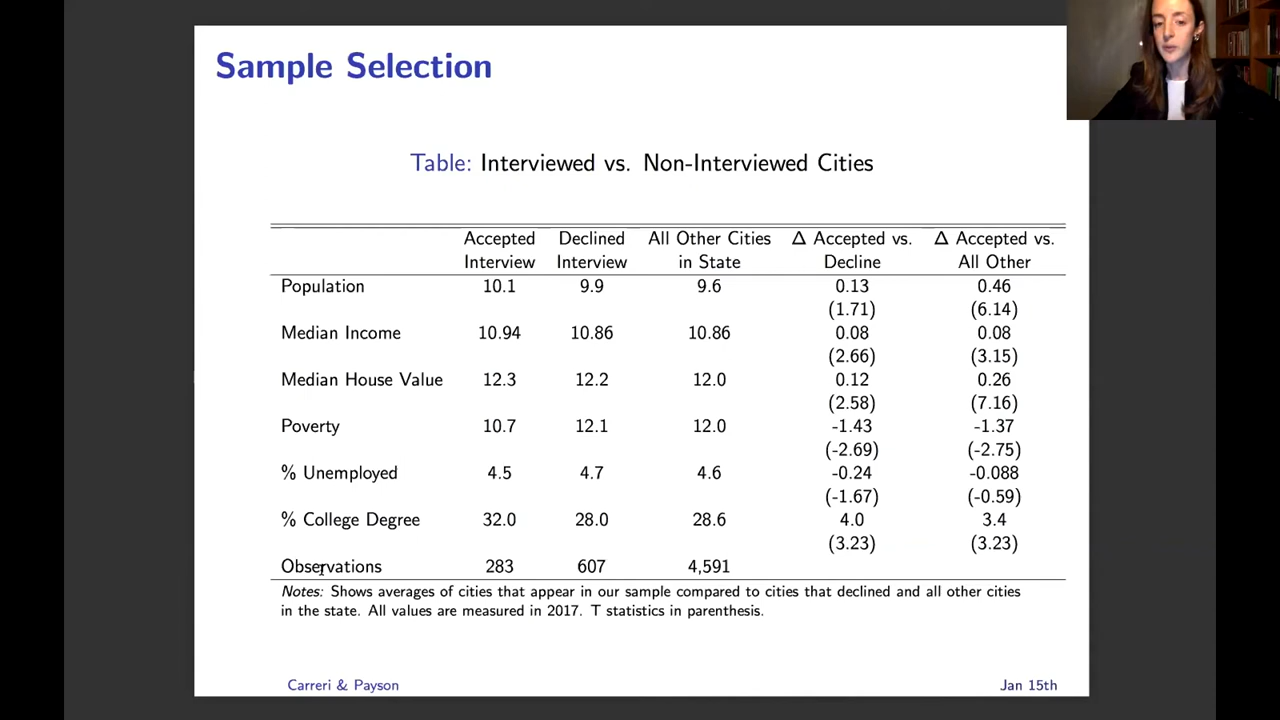 Sample Selection
Table: Interviewed vs. Non-Interviewed Cities
Accepted Declined All Other Cities Δ Accepted vs. Δ Accepted vs.
Interview Interview in State Decline All Other
Population 10.1 9.9 9.6 0.13 0.46
(1.71) (6.14)
Median Income 10.94 10.86 10.86 0.08 0.08
(2.66) (3.15)
Median House Value 12.3 12.2 12.0 0.12 0.26
(2.58) (7.16)
Poverty 10.7 12.1 12.0 -1.43 -1.37
(-2.69) (-2.75)
% Unemployed 4.5 4.7 4.6 -0.24 -0.088
(-1.67) (-0.59)
% College Degree 32.0 28.0 28.6 4.0 3.4
(3.23) (3.23)
Observations 283 607 4,591
Notes: Shows averages of cities that appear in our sample compared to cities that declined and all other cities
in the state. All values are measured in 2017. T statistics in parenthesis.
Carreri & Payson Jan 15th